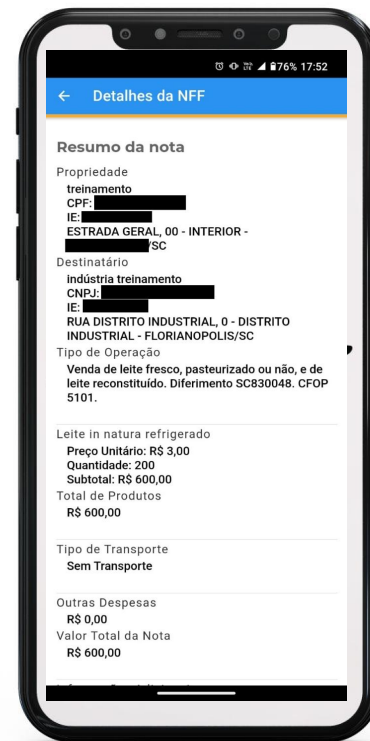 76% 17:52
Detalhes da NFF
Resumo da nota
Propriedade
treinamento
CPF:
IE:
ESTRADA GERAL, 00 - INTERIOR -
/SC
Destinatário
indústria treinamento
CNPJ:
IE:
RUA DISTRITO INDUSTRIAL, 0 - DISTRITO
INDUSTRIAL - FLORIANOPOLIS/SC
Tipo de Operação
Venda de leite fresco, pasteurizado ou não, e de
leite reconstituído. Diferimento SC830048. CFOP
5101.
Leite in natura refrigerado
Preço Unitário: R$ 3,00
Quantidade: 200
Subtotal: R$ 600,00
Total de Produtos
R$ 600,00
Tipo de Transporte
Sem Transporte
Outras Despesas
R$ 0,00
Valor Total da Nota
R$ 600,00